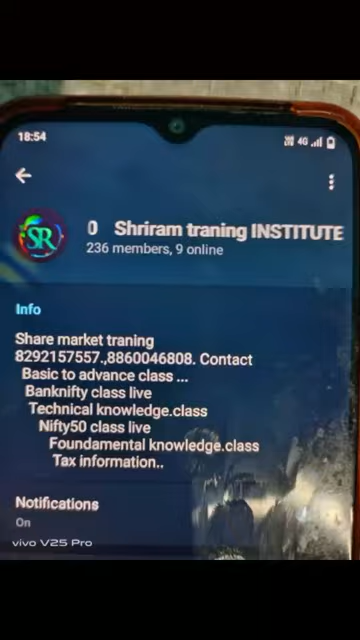 18:54
4G
SR
0 Shriram traning INSTITUTE
236 members, 9 online
Info
Share market traning
8292157557.,8860046808. Contact
Basic to advance class ...
Banknifty class live
Technical knowledge.class
Nifty50 class live
Foundamental knowledge.class
Tax information..
Notifications
On
vivo V25 Pro